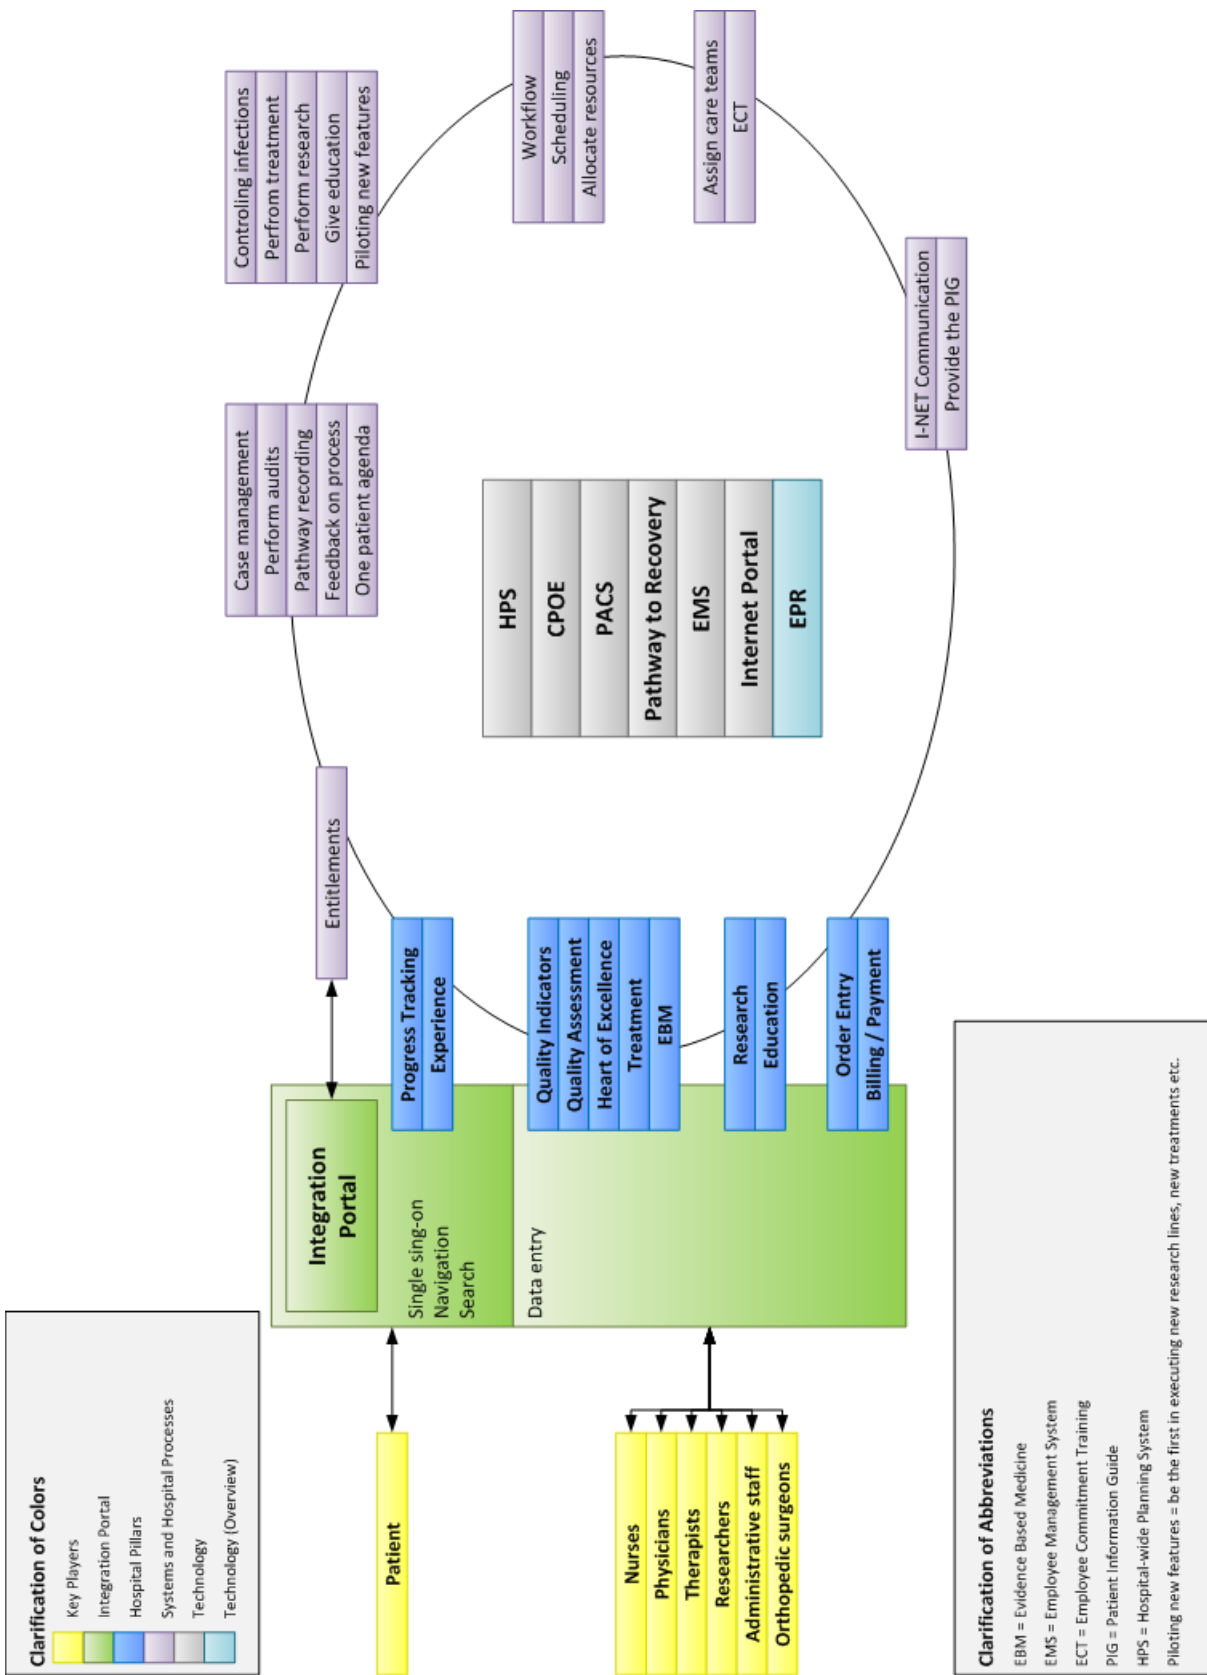 Clarification of Colors
Key Players
Integration Portal
Hospital Pillars
Systems and Hospital Processes
Technology
Technology (Overview)
Patient
Nurses
Physicians
Therapists
Researchers
Administrative staff
Orthopedic surgeons
Integration
Portal
Single sing-on
Navigation
Search
Data entry
Progress Tracking
Experience
Quality Indicators
Quality Assessment
Heart of Excellence
Treatment
EBM
Research
Education
Order Entry
Billing / Payment
Entitlements
Case management
Perform audits
Pathway recording
Feedback on process
One patient agenda
Controling infections
Perfrom treatment
Perform research
Give education
Piloting new features
Workflow
Scheduling
Allocate resources
Assign care teams
ECT
I-NET Communication
Provide the PIG
HPS
CPOE
PACS
Pathway to Recovery
EMS
Internet Portal
EPR
Clarification of Abbreviations
EBM = Evidence Based Medicine
EMS = Employee Management System
ECT = Employee Commitment Training
PIG = Patient Information Guide
HPS = Hospital-wide Planning System
Piloting new features = be the first in executing new research lines, new treatments etc.